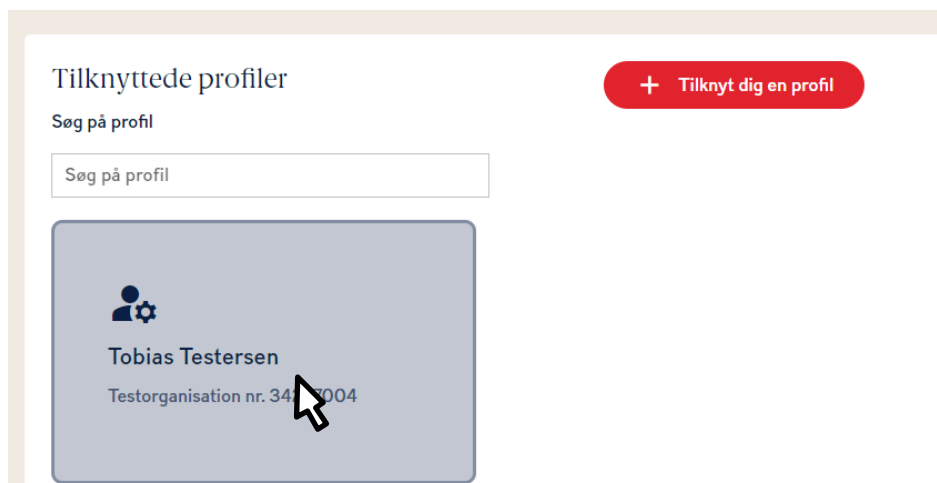 Tilknyttede profiler
+ Tilknyt dig en profil
Søg på profil
Søg på profil
Tobias Testersen
Testorganisation nr.